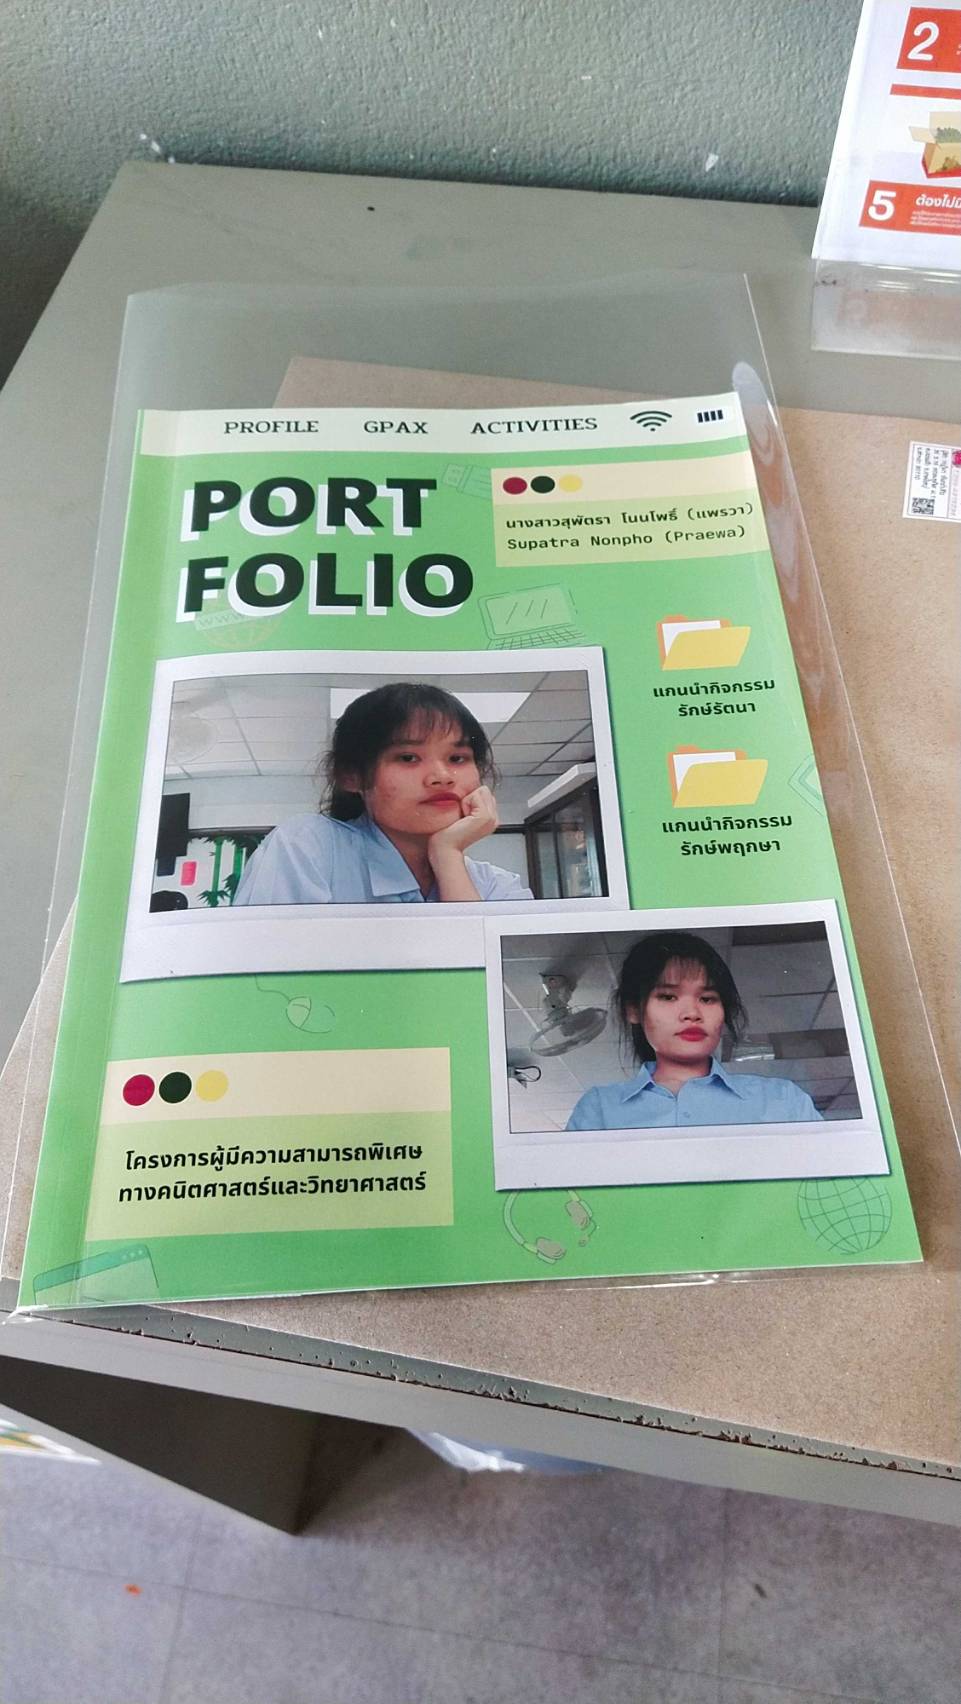 PROFILE GPAX ACTIVITIES
PORT
FOLIO
นางสาวสุพัตรา โนนโพธิ์ (แพรวา)
Supatra Nonpho (Praewa)
แกนนำกิจกรรม
รักษ์รัตนา
แกนนำกิจกรรม
รักษ์พฤกษา
โครงการผู้มีความสามารถพิเศษ
ทางคนิตศาสตร์และวิทยาศาสตร์
2
5 ต้องไม่มี